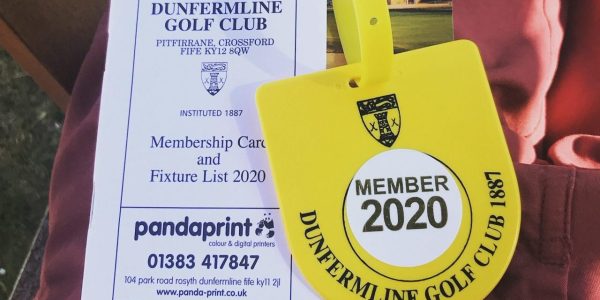 DUNFERMLINE
GOLF CLUB
PITFIRRANE, CROSSFORD
FIFE KY12 8QW
INSTITUTED 1887
Membership Card
and
Fixture List 2020
pandaprint
colour & digital printers
01383 417847
104 park road rosyth dunfermline fife ky11 2jl
www.panda-print.co.uk
MEMBER
2020
DUNFERMLINE GOLF CLUB 1887